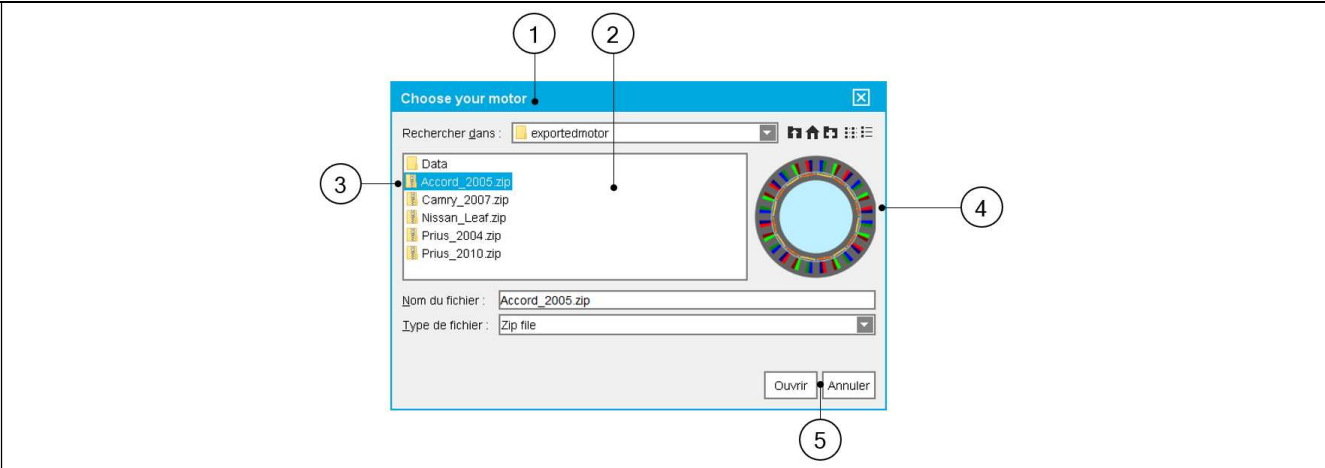 1
2
Choose your motor
Rechercher dans :
exportedmotor
Data
3
Accord_2005.zip
Camry_2007.zip
4
Nissan_Leaf.zip
Prius_2004.zip
Prius_2010.zip
Nom du fichier :
Accord_2005.zip
Type de fichier :
Zip file
Ouvrir
Annuler
5